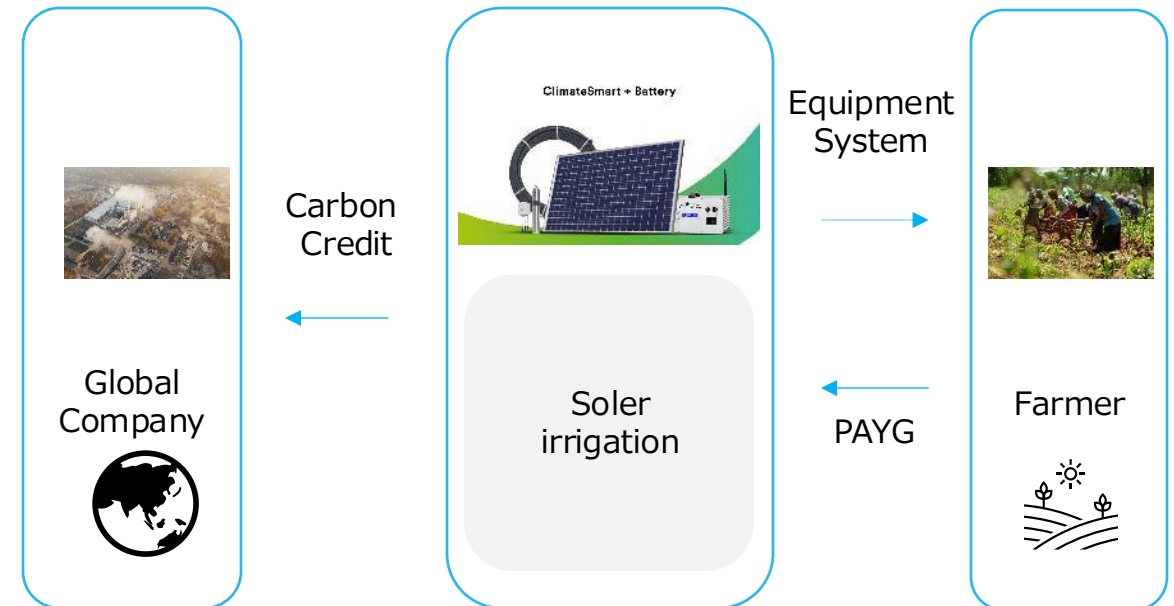 Global
Company
Carbon
Credit
ClimateSmart + Battery
Soler
irrigation
Equipment
System
PAYG
Farmer